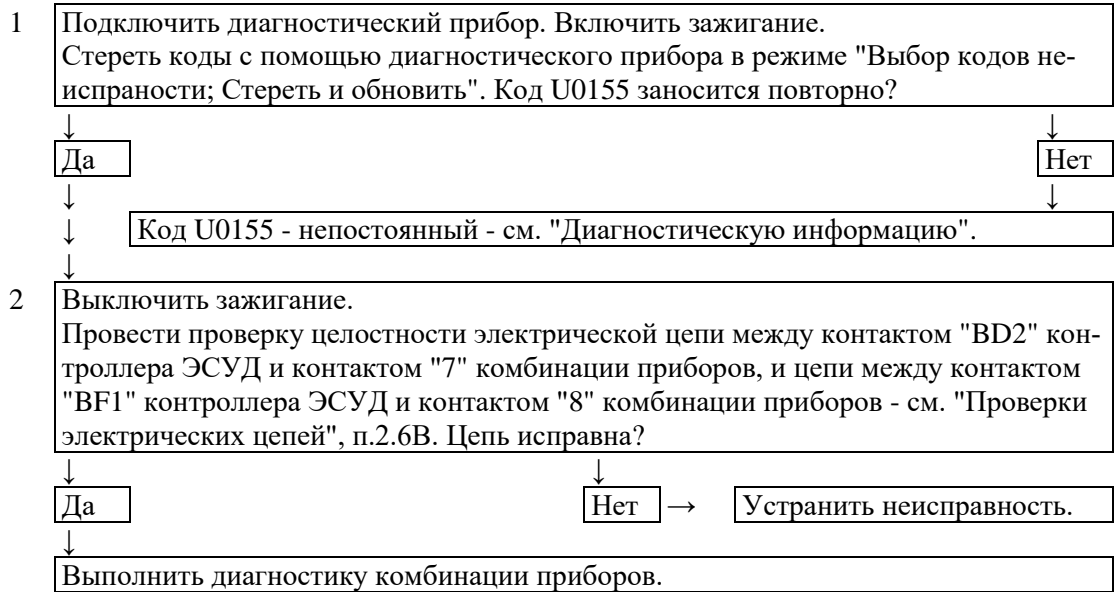 1 Подключить диагностический прибор. Включить зажигание.
Стереть коды с помощью диагностического прибора в режиме "Выбор кодов не-
испраности; Стереть и обновить". Код U0155 заносится повторно?
↓ ↓
Да Нет
↓ ↓
↓ Код U0155 - непостоянный - см. "Диагностическую информацию".
↓
2 Выключить зажигание.
Провести проверку целостности электрической цепи между контактом "BD2" кон-
троллера ЭСУД и контактом "7" комбинации приборов, и цепи между контактом
"BF1" контроллера ЭСУД и контактом "8" комбинации приборов - см. "Проверки
электрических цепей", п.2.6В. Цепь исправна?
↓ ↓
Да Нет → Устранить неисправность.
↓
Выполнить диагностику комбинации приборов.